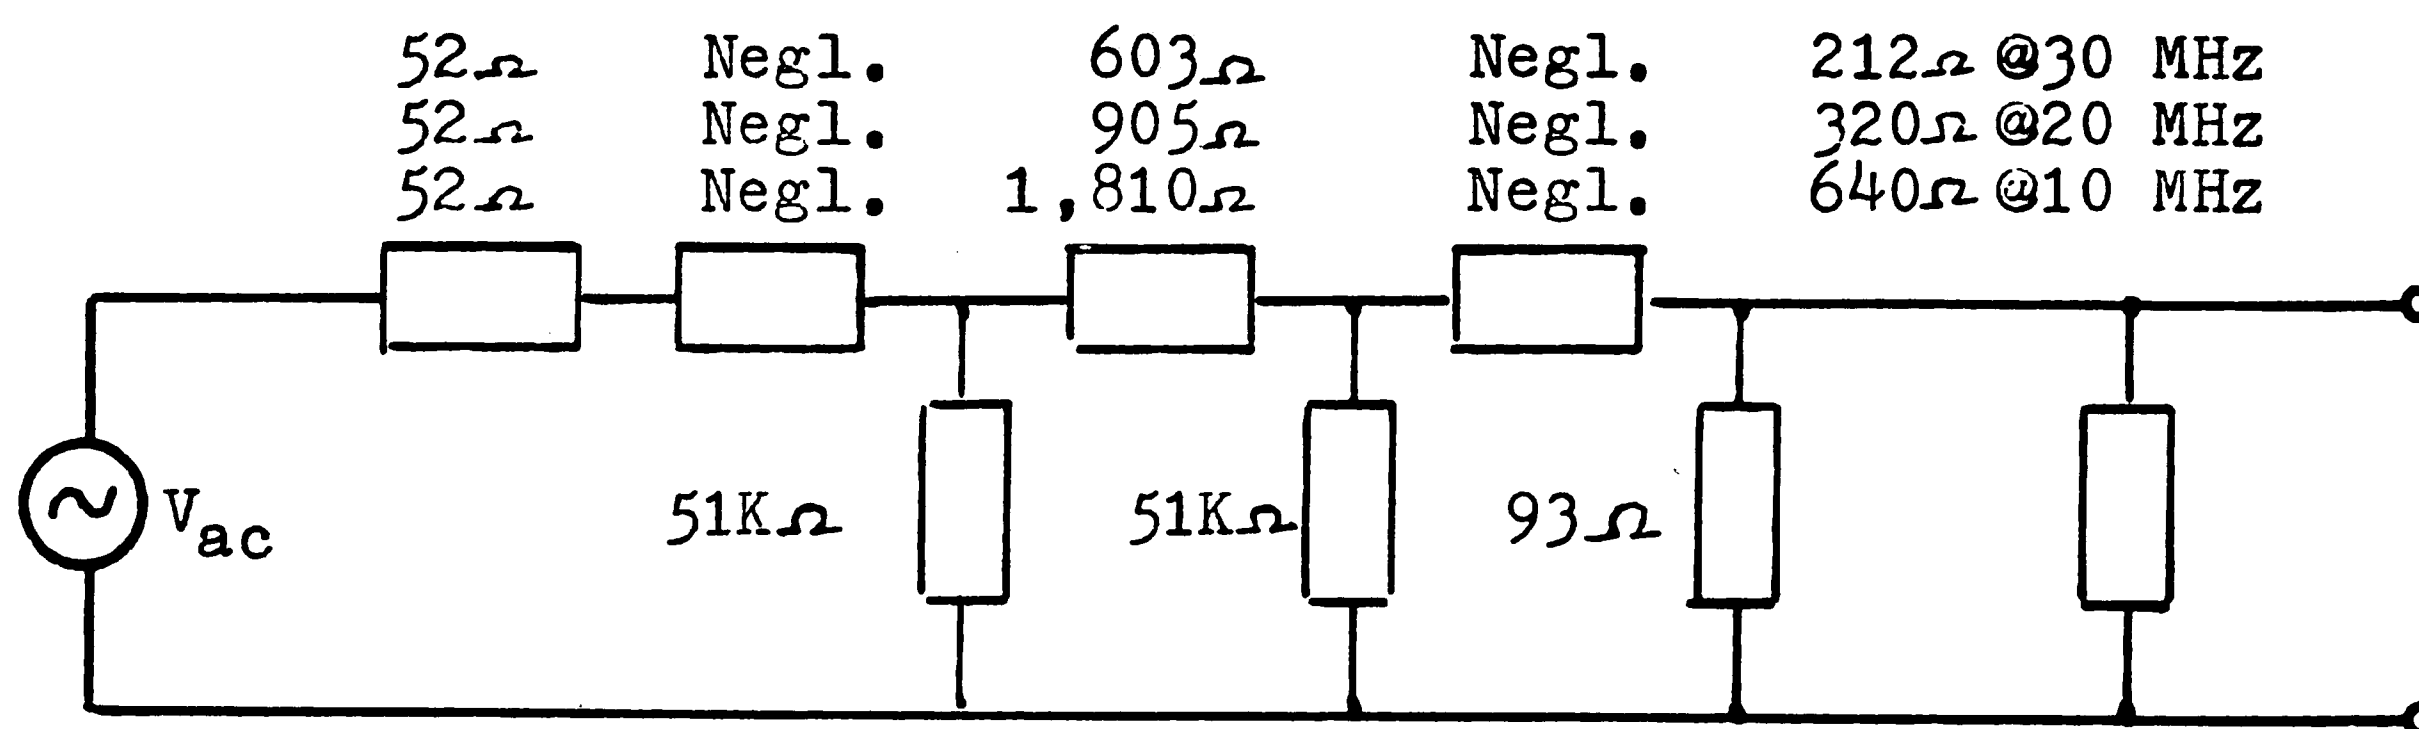 52Ω Negl. 603Ω Negl. 212Ω @30 MHz
52Ω Negl. 905Ω Negl. 320Ω @20 MHz
52Ω Negl. 1,810Ω Negl. 640Ω @10 MHz
Vac 51KΩ 51KΩ 93Ω